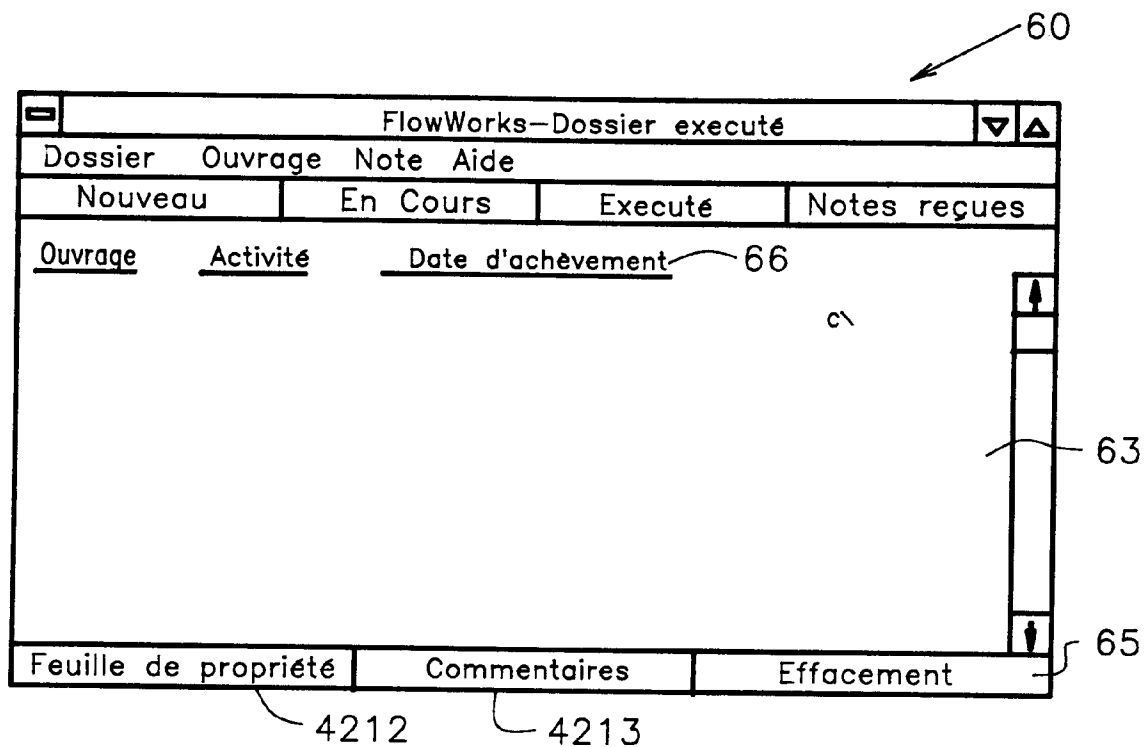 60
FlowWorks-Dossier executé
Dossier Ouvrage Note Aide
Nouveau En Cours Executé Notes reçues
Ouvrage Activité Date d'achèvement 66
c\
63
Feuille de propriété Commentaires Effacement 65
4212 4213